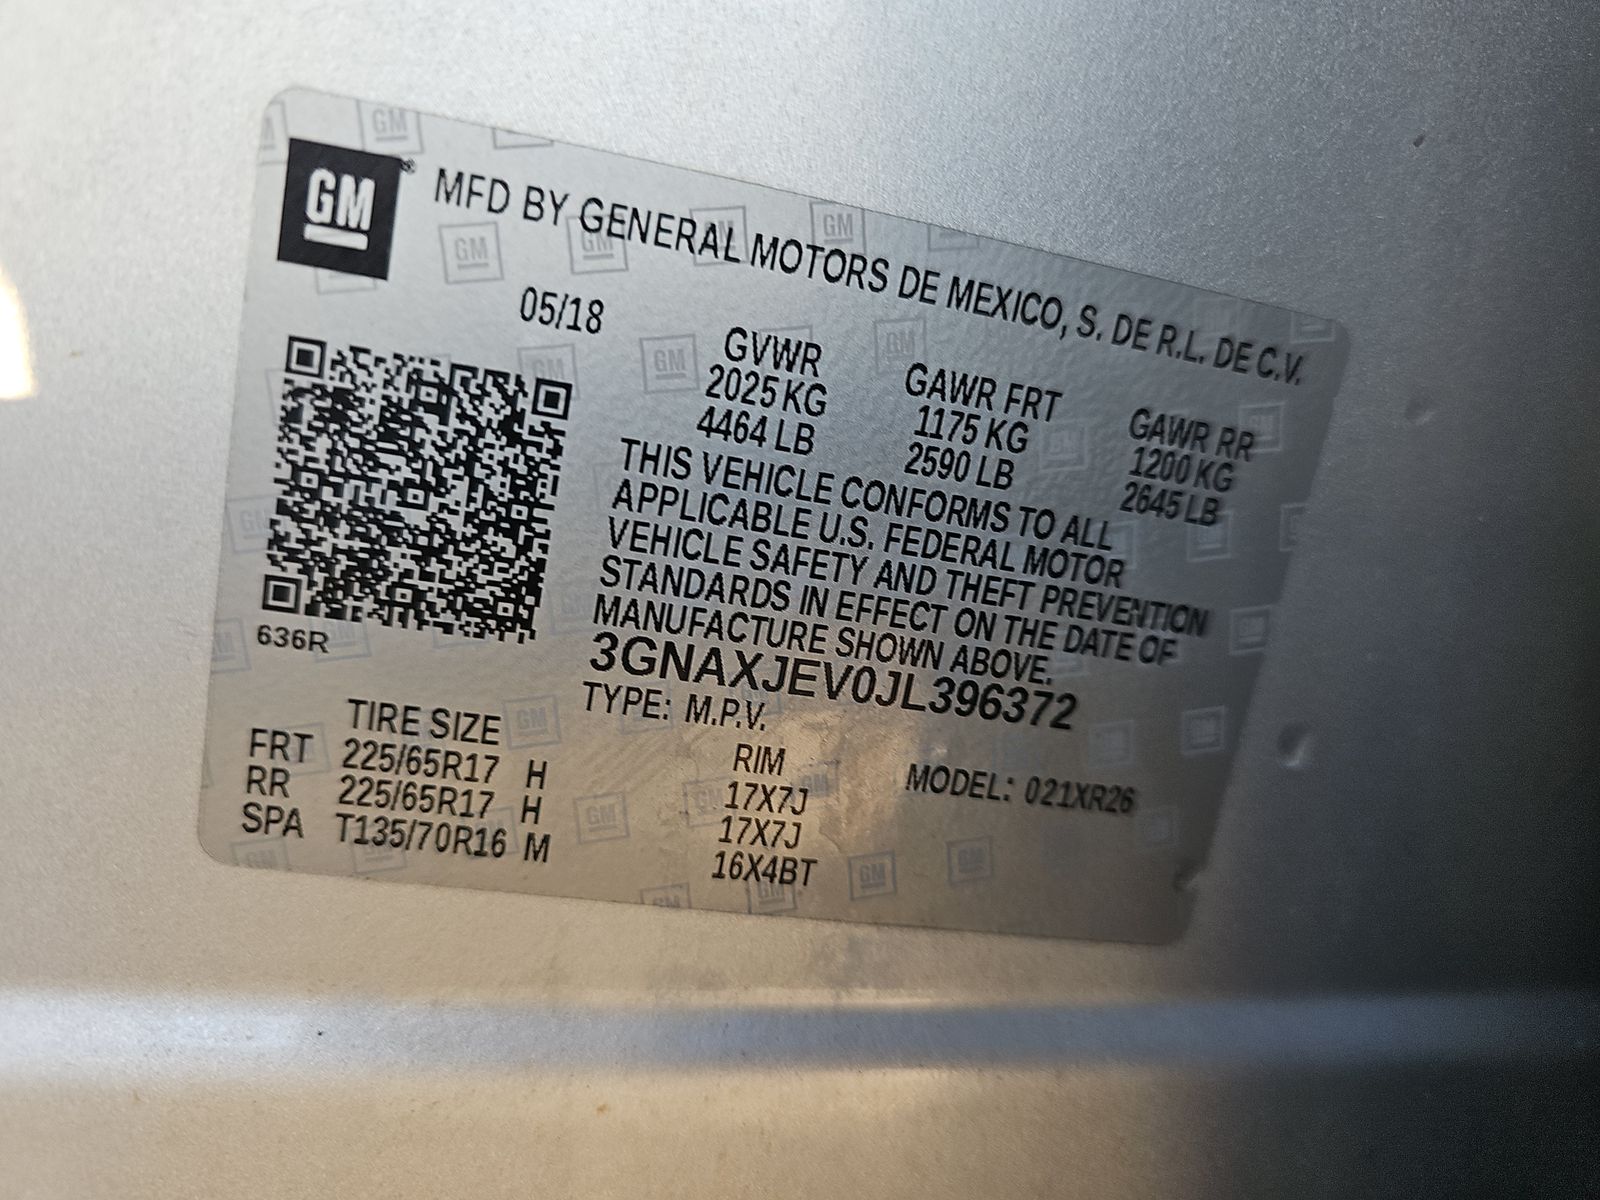 GM
MFD BY GENERAL MOTORS DE MEXICO, S. DE R.L. DE C.V.
05/18
GVWR GAWR FRT GAWR RR
2025 KG 1175 KG 1200 KG
4464 LB 2590 LB 2645 LB
THIS VEHICLE CONFORMS TO ALL
APPLICABLE U.S. FEDERAL MOTOR
VEHICLE SAFETY AND THEFT PREVENTION
STANDARDS IN EFFECT ON THE DATE OF
MANUFACTURE SHOWN ABOVE.
636R
3GNAXJEV0JL396372
TYPE: M.P.V.
TIRE SIZE RIM MODEL: 021XR26
FRT 225/65R17 H 17X7J
RR 225/65R17 H 17X7J
SPA T135/70R16 M 16X4BT